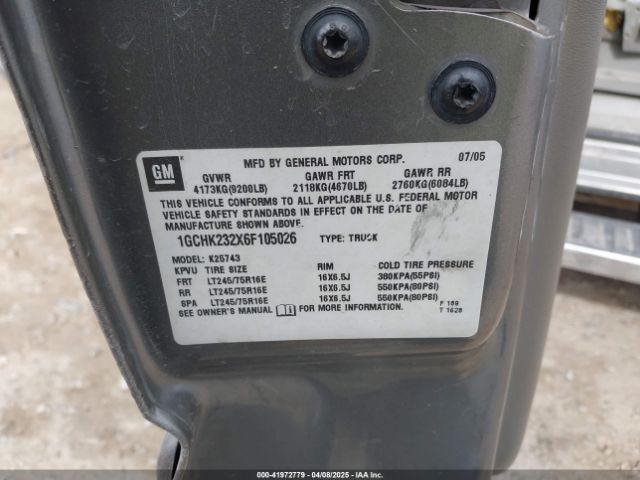 GM
MFD BY GENERAL MOTORS CORP. 07/05
GVWR GAWR FRT GAWR RR
4173KG(9200LB) 2118KG(4670LB) 2760KG(6084LB)
THIS VEHICLE CONFORMS TO ALL APPLICABLE U.S. FEDERAL MOTOR
VEHICLE SAFETY STANDARDS IN EFFECT ON THE DATE OF
MANUFACTURE SHOWN ABOVE.
1GCHK232X6F105026 TYPE: TRUCK
MODEL: K25743
KPVU TIRE SIZE RIM COLD TIRE PRESSURE
FRT LT245/75R16E 16X6.5J 380KPA(55PSI)
RR LT245/75R16E 16X6.5J 550KPA(80PSI)
SPA LT245/75R16E 16X6.5J 550KPA(80PSI)
SEE OWNER'S MANUAL FOR MORE INFORMATION.
F 189
T 1628
000-41972779 - 04/08/2025 - IAAI.COM